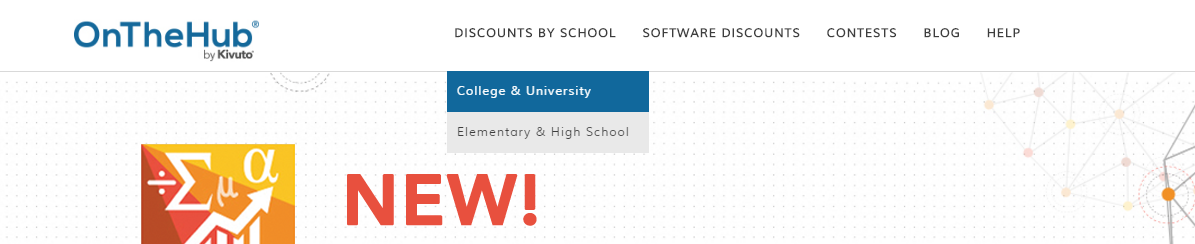 OnTheHub®
by Kivuto
DISCOUNTS BY SCHOOL SOFTWARE DISCOUNTS CONTESTS BLOG HELP
College & University
Elementary & High School
÷ Σ μ α
NEW!